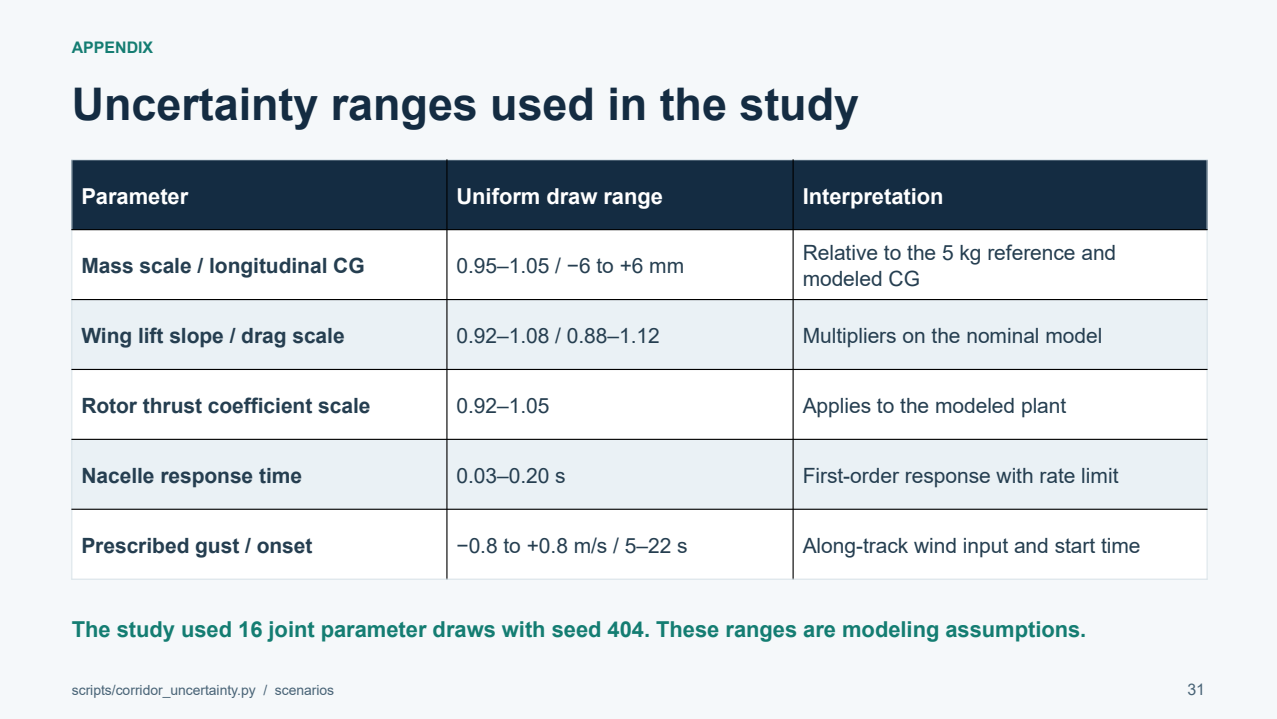 APPENDIX
Uncertainty ranges used in the study
Parameter
Uniform draw range
Interpretation
Mass scale / longitudinal CG
0.95–1.05 / −6 to +6 mm
Relative to the 5 kg reference and
modeled CG
Wing lift slope / drag scale
0.92–1.08 / 0.88–1.12
Multipliers on the nominal model
Rotor thrust coefficient scale
0.92–1.05
Applies to the modeled plant
Nacelle response time
0.03–0.20 s
First-order response with rate limit
Prescribed gust / onset
−0.8 to +0.8 m/s / 5–22 s
Along-track wind input and start time
The study used 16 joint parameter draws with seed 404. These ranges are modeling assumptions.
scripts/corridor_uncertainty.py / scenarios
31